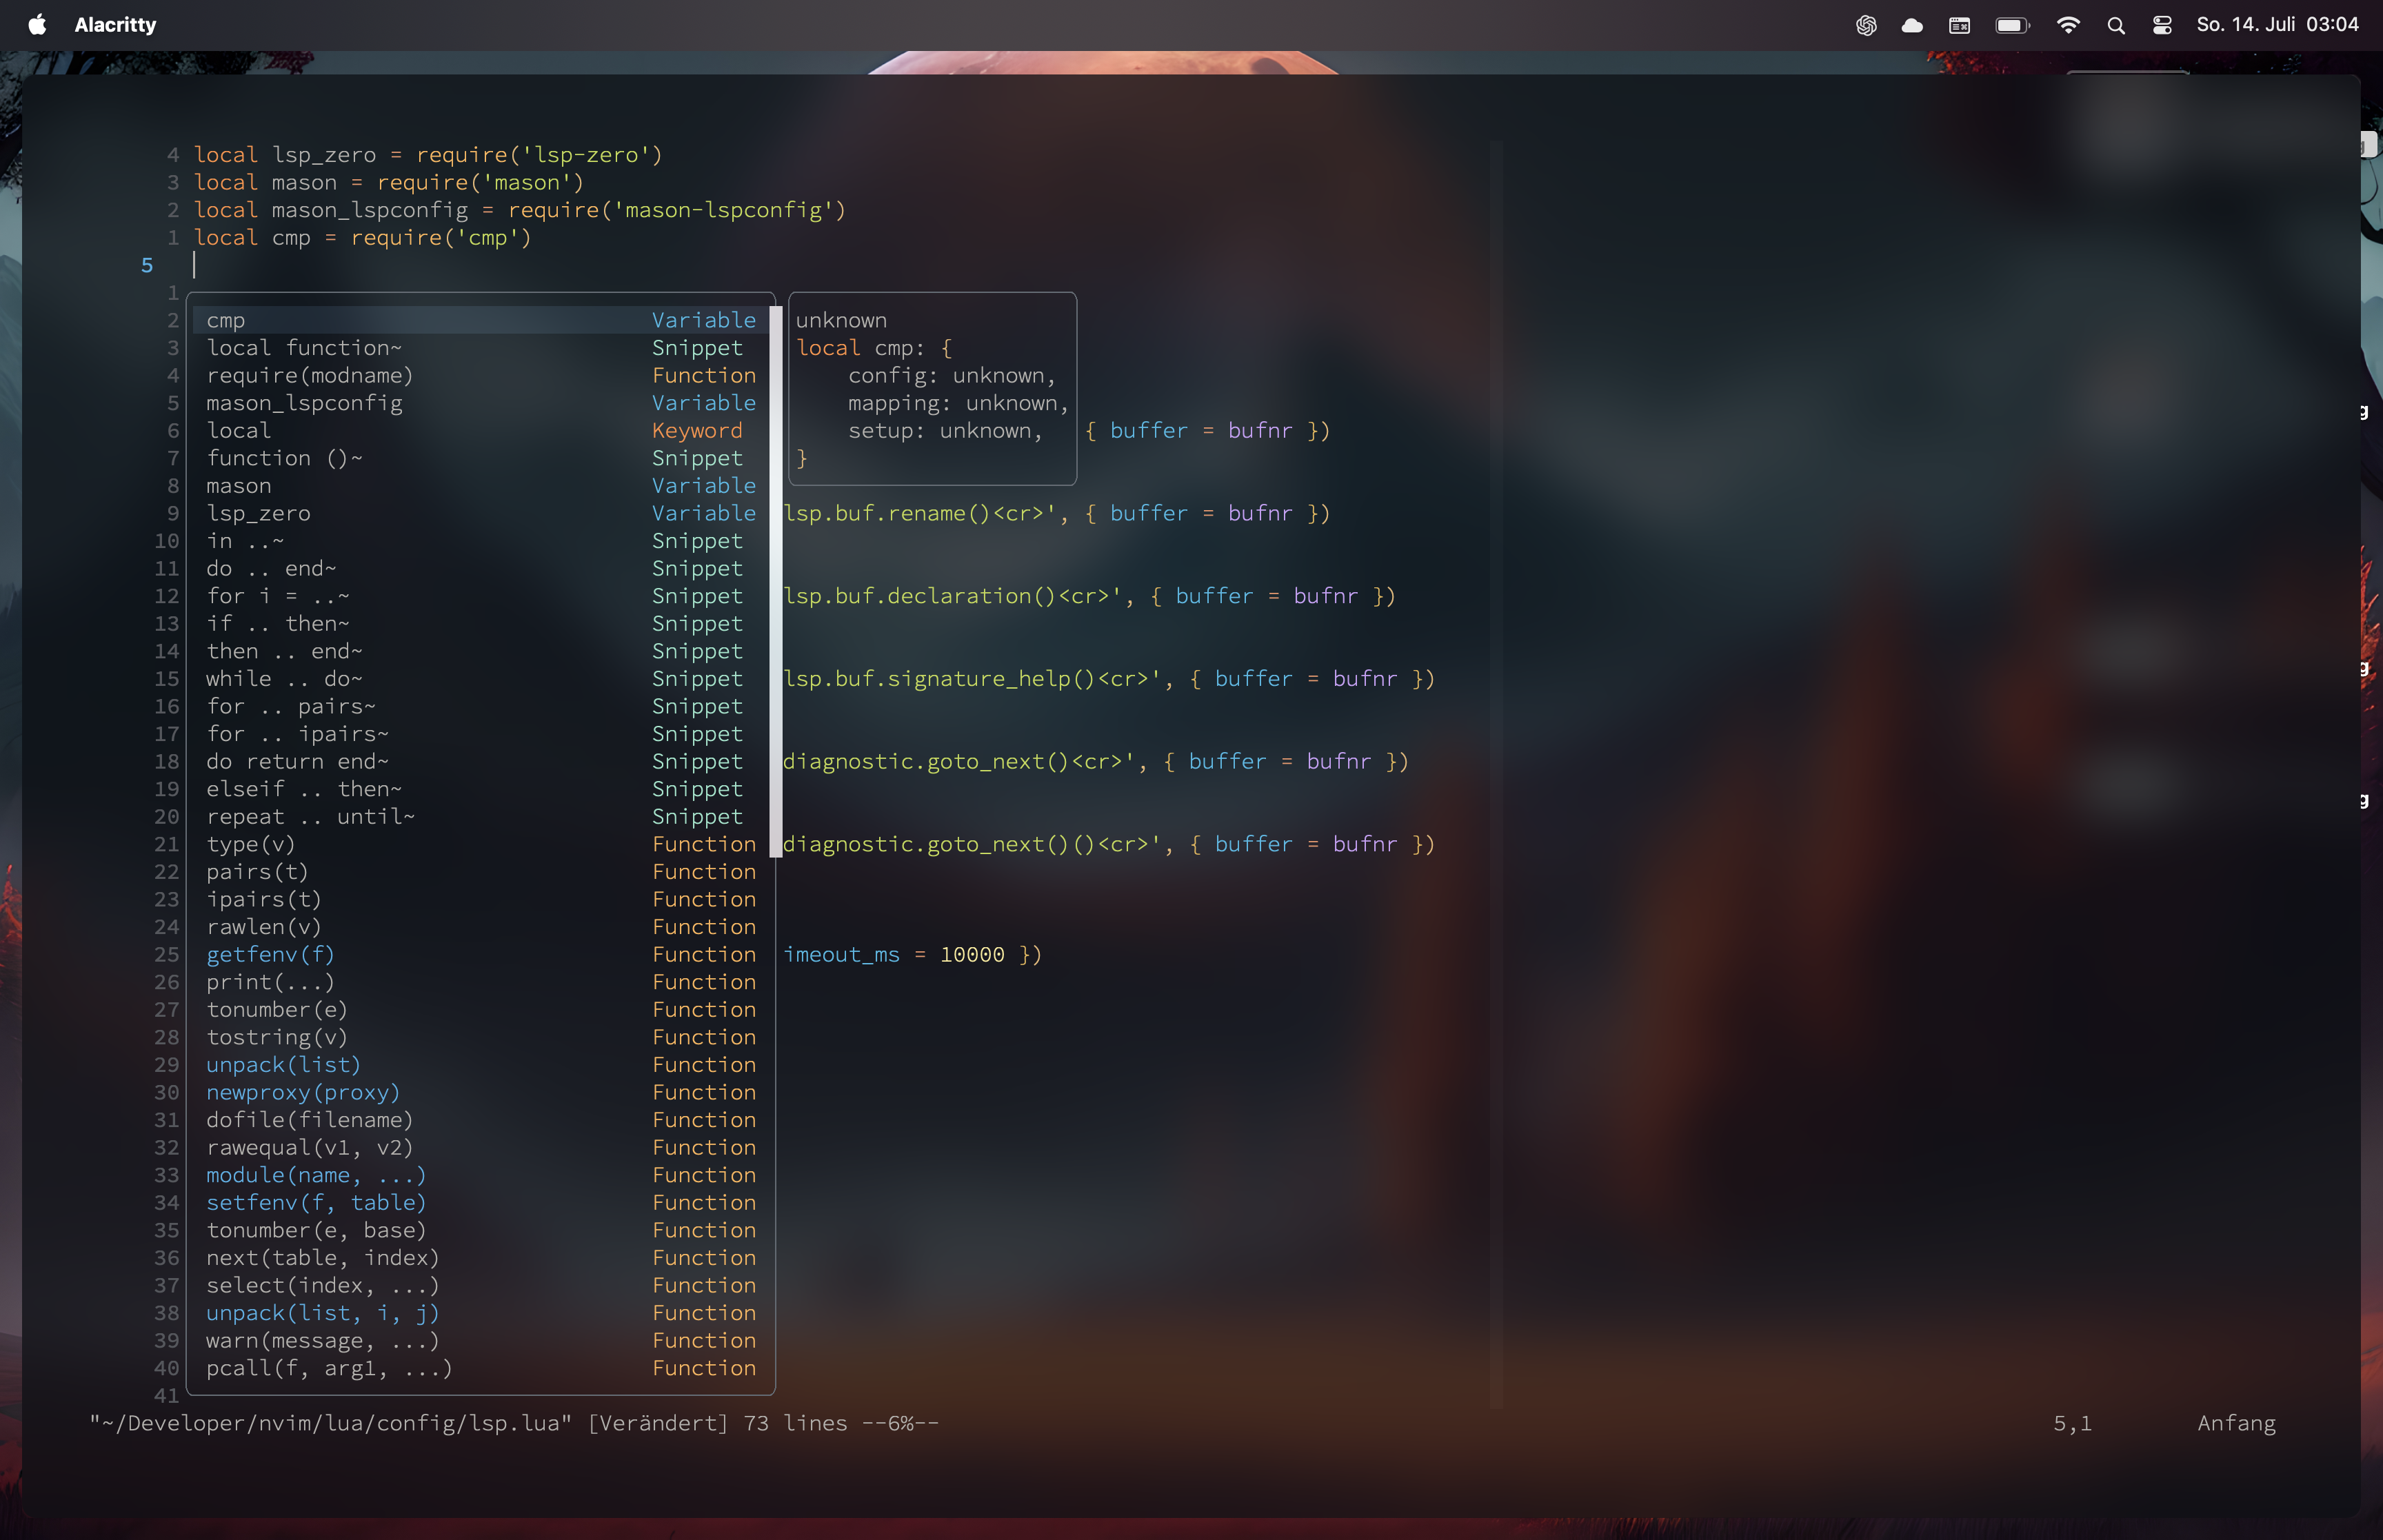 Alacritty So. 14. Juli 03:04
4 local lsp_zero = require('lsp-zero')
3 local mason = require('mason')
2 local mason_lspconfig = require('mason-lspconfig')
1 local cmp = require('cmp')
5
1
2 cmp Variable unknown
3 local function~ Snippet local cmp: {
4 require(modname) Function config: unknown,
5 mason_lspconfig Variable mapping: unknown,
6 local Keyword setup: unknown, { buffer = bufnr })
7 function ()~ Snippet }
8 mason Variable
9 lsp_zero Variable lsp.buf.rename()<cr>', { buffer = bufnr })
10 in ..~ Snippet
11 do .. end~ Snippet
12 for i = ..~ Snippet lsp.buf.declaration()<cr>', { buffer = bufnr })
13 if .. then~ Snippet
14 then .. end~ Snippet
15 while .. do~ Snippet lsp.buf.signature_help()<cr>', { buffer = bufnr })
16 for .. pairs~ Snippet
17 for .. ipairs~ Snippet
18 do return end~ Snippet diagnostic.goto_next()<cr>', { buffer = bufnr })
19 elseif .. then~ Snippet
20 repeat .. until~ Snippet
21 type(v) Function diagnostic.goto_next()()<cr>', { buffer = bufnr })
22 pairs(t) Function
23 ipairs(t) Function
24 rawlen(v) Function
25 getfenv(f) Function imeout_ms = 10000 })
26 print(...) Function
27 tonumber(e) Function
28 tostring(v) Function
29 unpack(list) Function
30 newproxy(proxy) Function
31 dofile(filename) Function
32 rawequal(v1, v2) Function
33 module(name, ...) Function
34 setfenv(f, table) Function
35 tonumber(e, base) Function
36 next(table, index) Function
37 select(index, ...) Function
38 unpack(list, i, j) Function
39 warn(message, ...) Function
40 pcall(f, arg1, ...) Function
41
"~/Developer/nvim/lua/config/lsp.lua" [Verändert] 73 lines --6%-- 5,1 Anfang